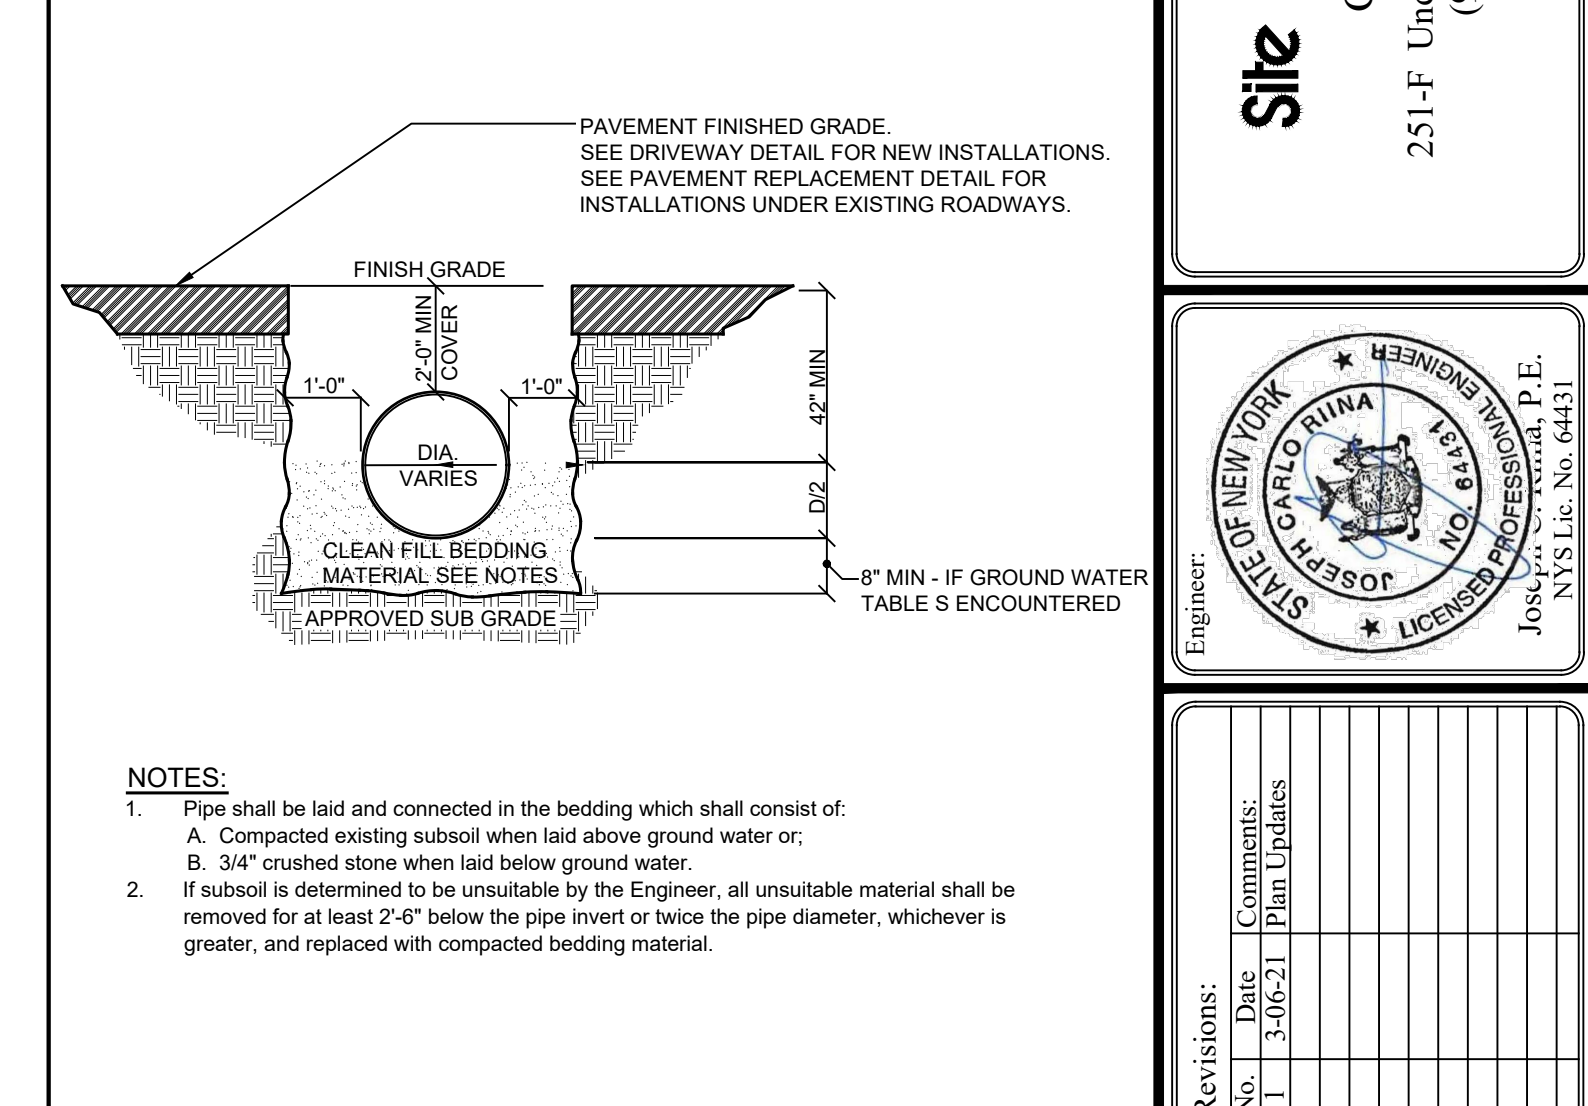 PAVEMENT FINISHED GRADE.
SEE DRIVEWAY DETAIL FOR NEW INSTALLATIONS.
SEE PAVEMENT REPLACEMENT DETAIL FOR
INSTALLATIONS UNDER EXISTING ROADWAYS.
FINISH GRADE
2'-0" MIN
COVER
1'-0"
1'-0"
42" MIN
DIA.
VARIES
D/2
CLEAN FILL BEDDING
MATERIAL SEE NOTES
8" MIN - IF GROUND WATER
TABLE S ENCOUNTERED
APPROVED SUB GRADE
NOTES:
1. Pipe shall be laid and connected in the bedding which shall consist of:
A. Compacted existing subsoil when laid above ground water or;
B. 3/4" crushed stone when laid below ground water.
2. If subsoil is determined to be unsuitable by the Engineer, all unsuitable material shall be
removed for at least 2'-6" below the pipe invert or twice the pipe diameter, whichever is
greater, and replaced with compacted bedding material.
Site
251-F
Engineer:
STATE OF NEW YORK
JOSEPH CARLO RIINA
NO. 64431
LICENSED PROFESSIONAL ENGINEER
Joseph C. Riina, P.E.
NYS Lic. No. 64431
Revisions:
No. Date Comments:
1 3-06-21 Plan Updates